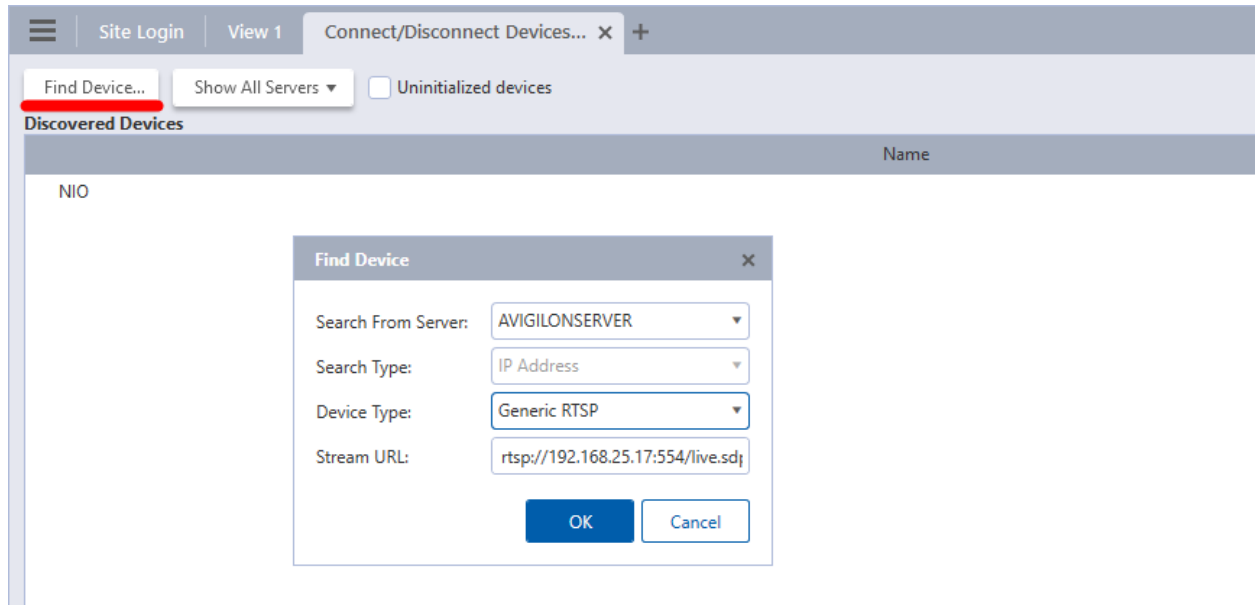 Site Login View 1 Connect/Disconnect Devices...
Find Device... Show All Servers Uninitialized devices
Discovered Devices
Name
NIO
Find Device
Search From Server: AVIGILONSERVER
Search Type: IP Address
Device Type: Generic RTSP
Stream URL: rtsp://192.168.25.17:554/live.sdp
OK Cancel